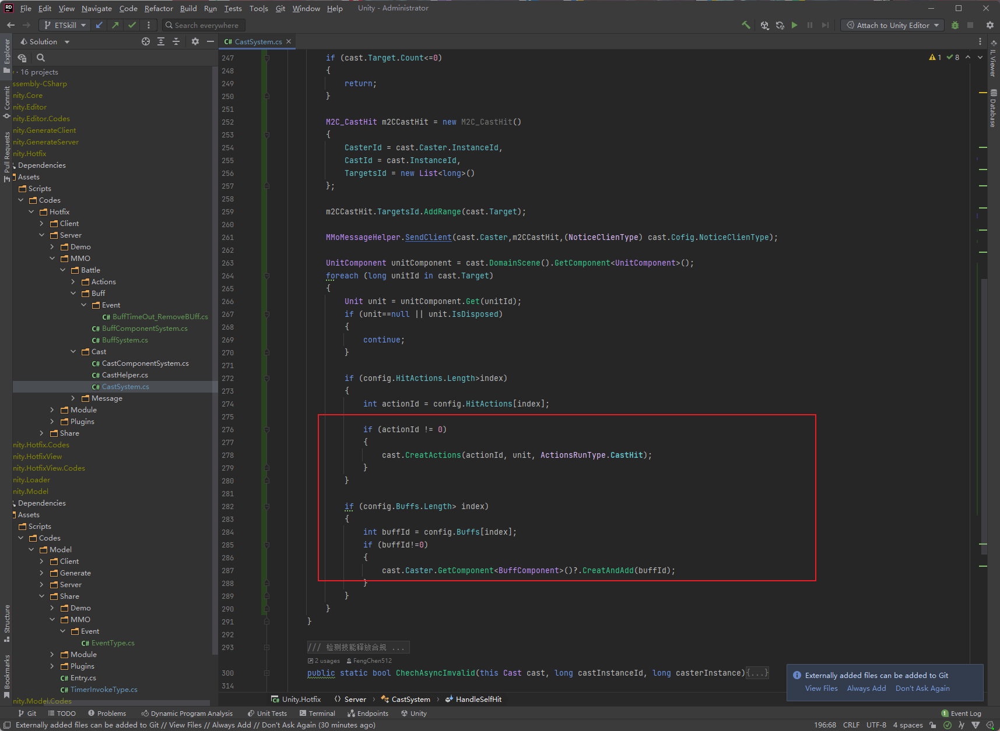 File Edit View Navigate Code Refactor Build Run Tests Tools Git Window Help Unity - Administrator
ETSkill Search everywhere Attach to Unity Editor
Solution CastSystem.cs
Explorer
Commit
Pull Requests
Structure
Bookmarks
16 projects
ssembly-CSharp
nity.Core
nity.Editor
nity.Editor.Codes
nity.GenerateClient
nity.GenerateServer
nity.Hotfix
Dependencies
Assets
Scripts
Codes
Hotfix
Client
Server
Demo
MMO
Battle
Actions
Buff
Event
C# BuffTimeOut_RemoveBUff.cs
C# BuffComponentSystem.cs
C# BuffSystem.cs
Cast
C# CastComponentSystem.cs
C# CastHelper.cs
C# CastSystem.cs
Message
Module
Plugins
Share
nity.Hotfix.Codes
nity.HotfixView
nity.HotfixView.Codes
nity.Loader
nity.Model
Dependencies
Assets
Scripts
Codes
Model
Client
Generate
Server
Share
Demo
MMO
Event
C# EventType.cs
Module
Plugins
C# Entry.cs
C# TimerInvokeType.cs
nity.Model.Codes
1 8
247 if (cast.Target.Count<=0)
248 {
249 return;
250 }
251
252 M2C_CastHit m2CCastHit = new M2C_CastHit()
253 {
254 CasterId = cast.Caster.InstanceId,
255 CastId = cast.InstanceId,
256 TargetsId = new List<long>()
257 };
258
259 m2CCastHit.TargetsId.AddRange(cast.Target);
260
261 MMoMessageHelper.SendClient(cast.Caster,m2CCastHit,(NoticeClienType) cast.Cofig.NoticeClienType);
262
263 UnitComponent unitComponent = cast.DomainScene().GetComponent<UnitComponent>();
264 foreach (long unitId in cast.Target)
265 {
266 Unit unit = unitComponent.Get(unitId);
267 if (unit==null || unit.IsDisposed)
268 {
269 continue;
270 }
271
272 if (config.HitActions.Length>index)
273 {
274 int actionId = config.HitActions[index];
275
276 if (actionId != 0)
277 {
278 cast.CreatActions(actionId, unit, ActionsRunType.CastHit);
279 }
280 }
281
282 if (config.Buffs.Length> index)
283 {
284 int buffId = config.Buffs[index];
285 if (buffId!=0)
286 {
287 cast.Caster.GetComponent<BuffComponent>()?.CreatAndAdd(buffId);
288 }
289 }
290 }
291 }
292
293 /// 检测技能释放合规 ...
2 usages FengChen512
300 public static bool ChechAsyncImvalid(this Cast cast, long castInstanceId, long casterInstance){...}
314
IL Viewer
Database
Externally added files can be added to Git
View Files Always Add Don't Ask Again
Unity.Hotfix Server CastSystem HandleSelfHit
Git TODO Problems Dynamic Program Analysis Unit Tests Terminal Endpoints Unity 1 Event Log
Externally added files can be added to Git // View Files // Always Add // Don't Ask Again (30 minutes ago) 196:68 CRLF UTF-8 4 spaces